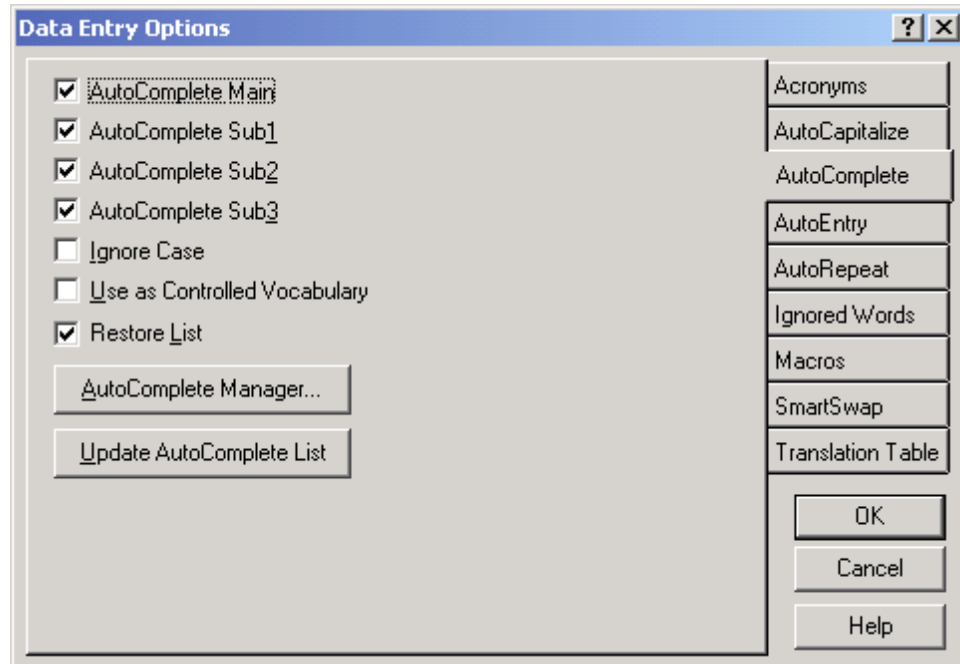 Data Entry Options
AutoComplete Main
AutoComplete Sub1
AutoComplete Sub2
AutoComplete Sub3
Ignore Case
Use as Controlled Vocabulary
Restore List
AutoComplete Manager...
Update AutoComplete List
Acronyms
AutoCapitalize
AutoComplete
AutoEntry
AutoRepeat
Ignored Words
Macros
SmartSwap
Translation Table
OK
Cancel
Help